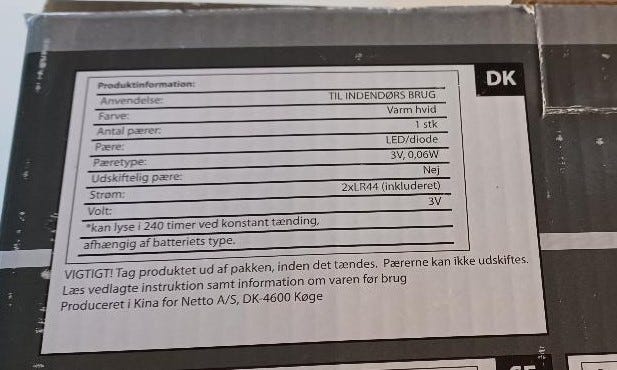 DK
Produktinformation:
Anvendelse: TIL INDENDØRS BRUG
Farve: Varm hvid
Antal pærer: 1 stk
Pære: LED/diode
Pæretype: 3V, 0,06W
Udskiftelig pære: Nej
Strøm: 2xLR44 (inkluderet)
Volt: 3V
*kan lyse i 240 timer ved konstant tænding,
afhængig af batteriets type.
VIGTIGT! Tag produktet ud af pakken, inden det tændes. Pærerne kan ikke udskiftes.
Læs vedlagte instruktion samt information om varen før brug
Produceret i Kina for Netto A/S, DK-4600 Køge